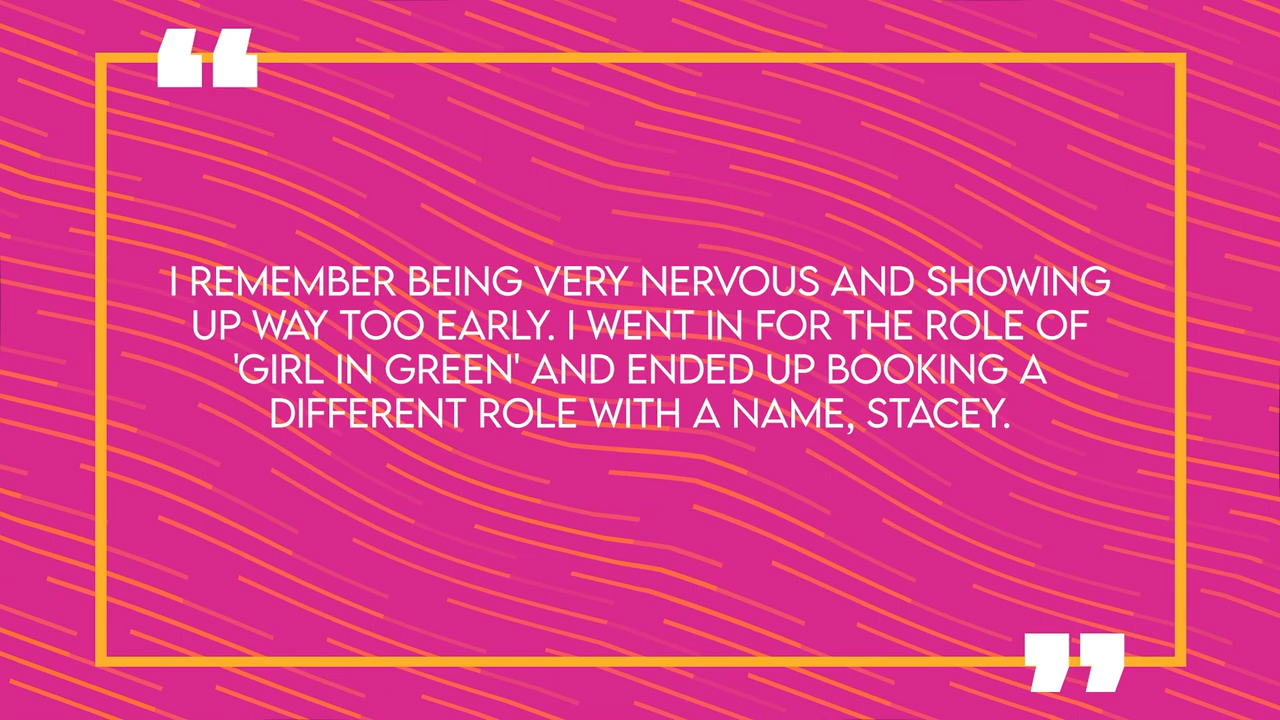 “
I REMEMBER BEING VERY NERVOUS AND SHOWING
UP WAY TOO EARLY. I WENT IN FOR THE ROLE OF
'GIRL IN GREEN' AND ENDED UP BOOKING A
DIFFERENT ROLE WITH A NAME, STACEY.
”